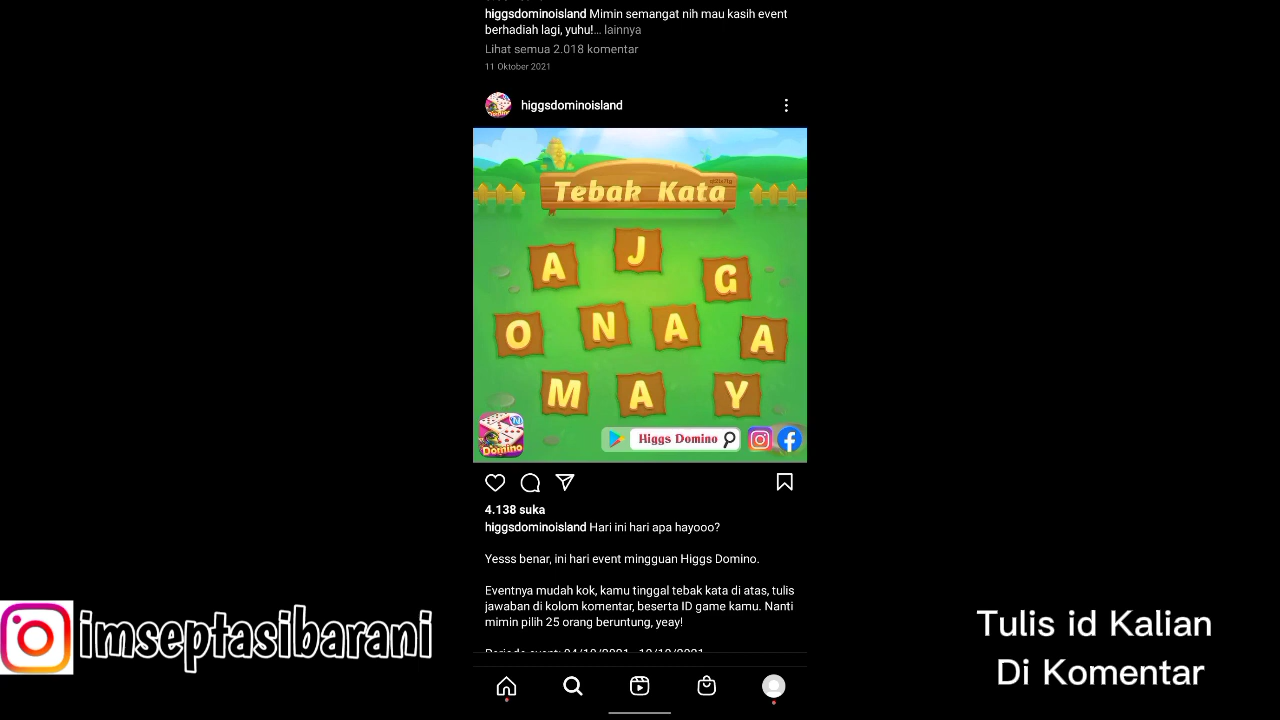 higgsdominoisland Mimin semangat nih mau kasih event
berhadiah lagi, yuhu!... lainnya
Lihat semua 2.018 komentar
11 Oktober 2021
higgsdominoisland
Tebak Kata
A J G
O N A A
M A Y
Domino
Higgs Domino
4.138 suka
higgsdominoisland Hari ini hari apa hayooo?
Yesss benar, ini hari event mingguan Higgs Domino.
Eventnya mudah kok, kamu tinggal tebak kata di atas, tulis
jawaban di kolom komentar, beserta ID game kamu. Nanti
mimin pilih 25 orang beruntung, yeay!
imseptasibarani
Tulis id Kalian
Di Komentar